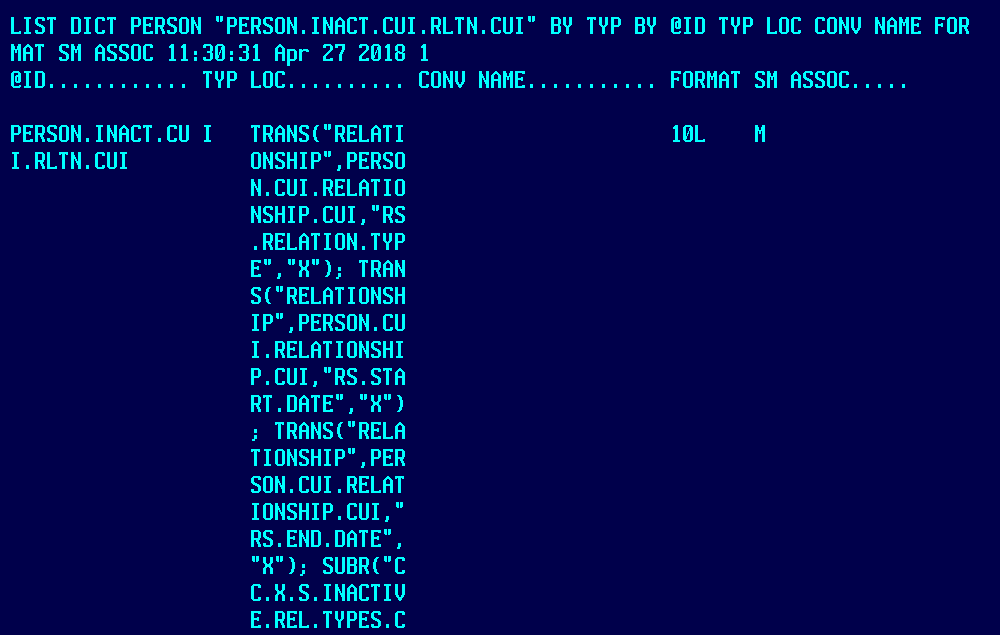 LIST DICT PERSON "PERSON.INACT.CUI.RLTN.CUI" BY TYP BY @ID TYP LOC CONV NAME FOR
MAT SM ASSOC 11:30:31 Apr 27 2018 1
@ID............ TYP LOC.......... CONV NAME........... FORMAT SM ASSOC.....
PERSON.INACT.CU I   TRANS("RELATI                      10L    M
I.RLTN.CUI          ONSHIP",PERSO
N.CUI.RELATIO
NSHIP.CUI,"RS
.RELATION.TYP
E","X"); TRAN
S("RELATIONSH
IP",PERSON.CU
I.RELATIONSHI
P.CUI,"RS.STA
RT.DATE","X")
; TRANS("RELA
TIONSHIP",PER
SON.CUI.RELAT
IONSHIP.CUI,"
RS.END.DATE",
"X"); SUBR("C
C.X.S.INACTIV
E.REL.TYPES.C